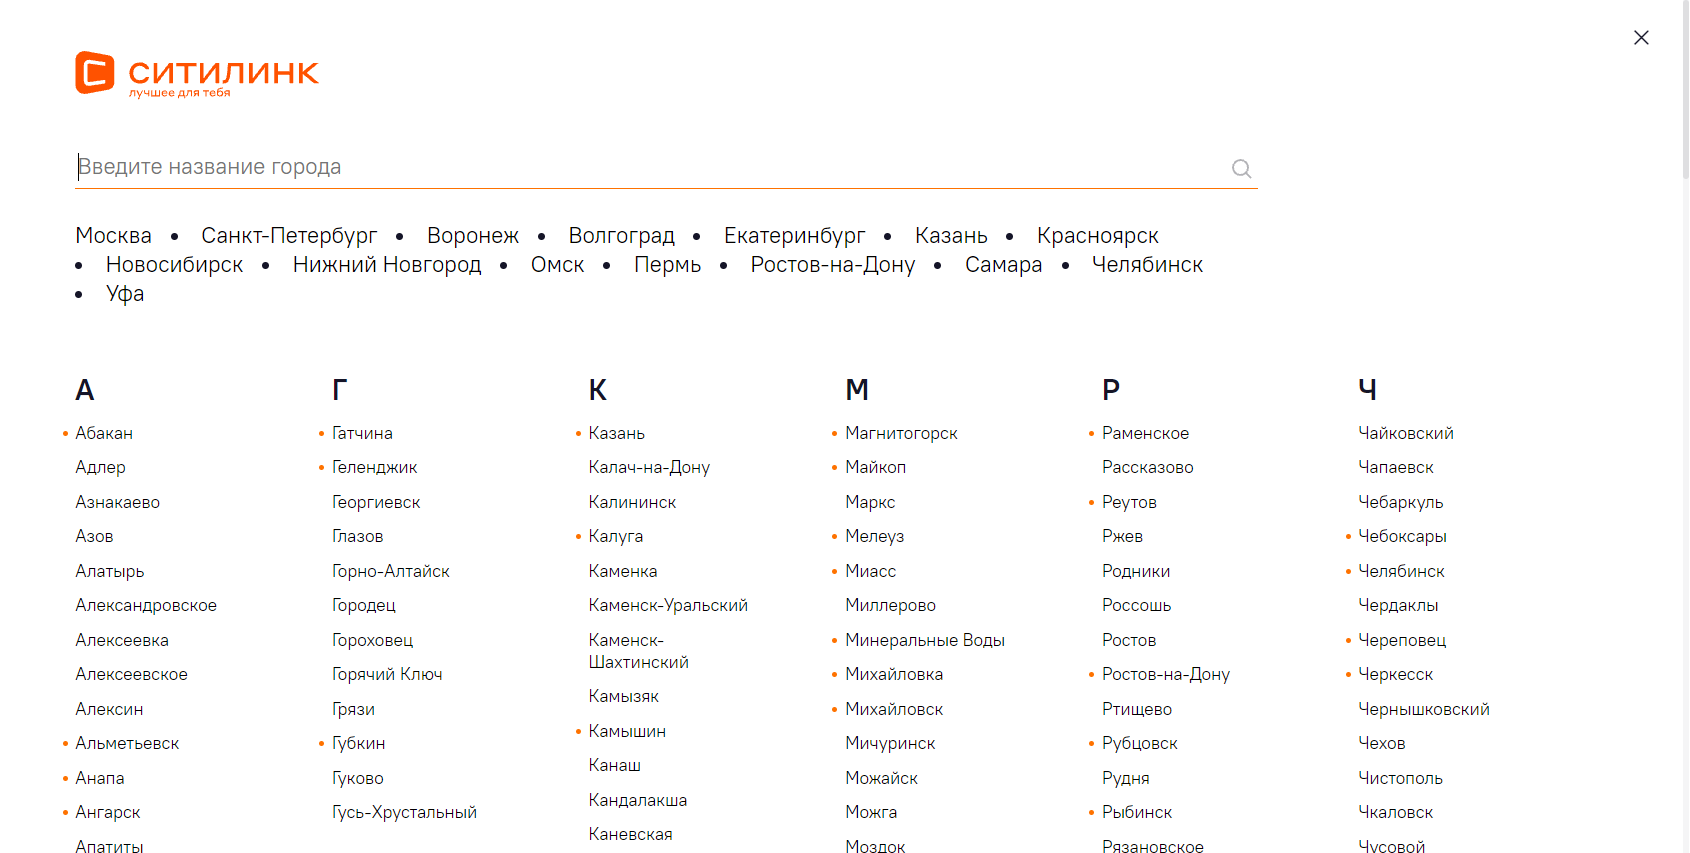 СИТИЛИНК
лучшее для тебя
Введите название города
Москва • Санкт-Петербург • Воронеж • Волгоград • Екатеринбург • Казань • Красноярск
• Новосибирск • Нижний Новгород • Омск • Пермь • Ростов-на-Дону • Самара • Челябинск
• Уфа
А
• Абакан
Адлер
Азнакаево
Азов
Алатырь
Александровское
Алексеевка
Алексеевское
Алексин
• Альметьевск
• Анапа
• Ангарск
Апатиты
Г
• Гатчина
• Геленджик
Георгиевск
Глазов
Горно-Алтайск
Городец
Гороховец
Горячий Ключ
Грязи
• Губкин
Гуково
Гусь-Хрустальный
К
• Казань
Калач-на-Дону
Калининск
• Калуга
Каменка
Каменск-Уральский
Каменск-
Шахтинский
Камызяк
• Камышин
Канаш
Кандалакша
Каневская
М
• Магнитогорск
• Майкоп
Маркс
• Мелеуз
• Миасс
Миллерово
• Минеральные Воды
• Михайловка
• Михайловск
Мичуринск
Можайск
Можга
Моздок
Р
• Раменское
Рассказово
• Реутов
Ржев
Родники
Россошь
Ростов
• Ростов-на-Дону
Ртищево
• Рубцовск
Рудня
• Рыбинск
Рязановское
Ч
Чайковский
Чапаевск
Чебаркуль
• Чебоксары
• Челябинск
Чердаклы
• Череповец
• Черкесск
Чернышковский
Чехов
Чистополь
Чкаловск
Чусовой